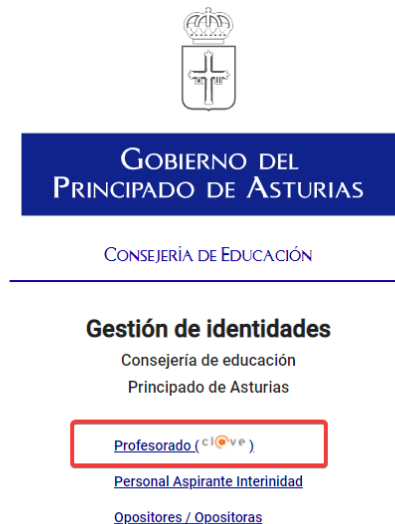 GOBIERNO DEL
PRINCIPADO DE ASTURIAS
CONSEJERÍA DE EDUCACIÓN
Gestión de identidades
Consejería de educación
Principado de Asturias
Profesorado ( cl@ve )
Personal Aspirante Interinidad
Opositores / Opositoras